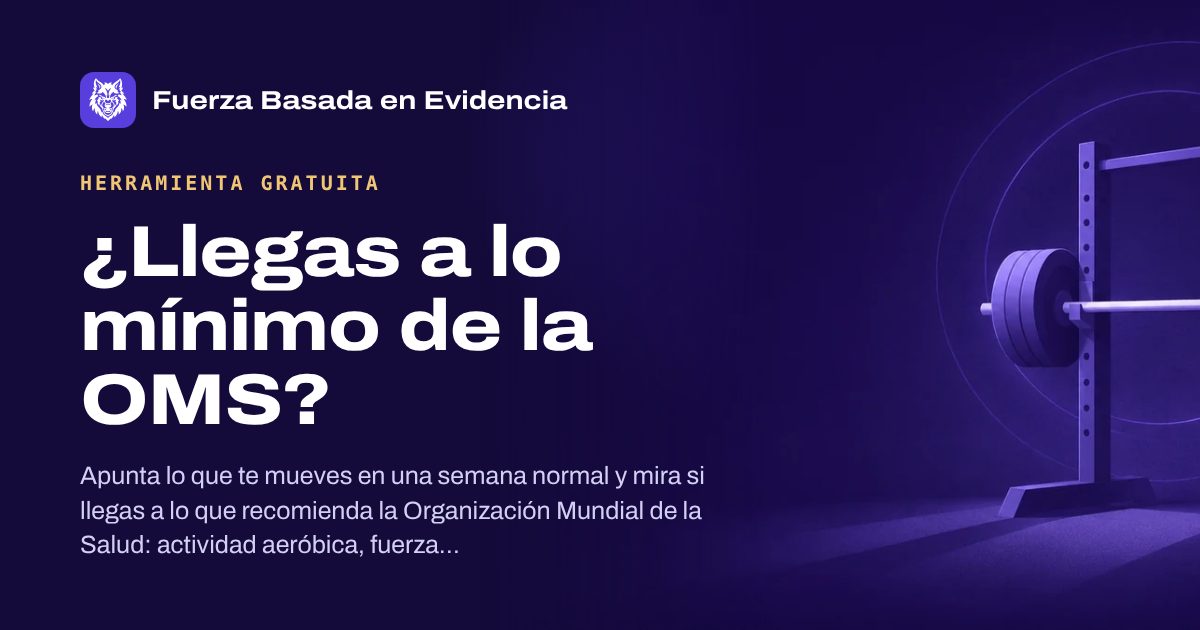 Fuerza Basada en Evidencia
HERRAMIENTA GRATUITA
¿Llegas a lo
mínimo de la
OMS?
Apunta lo que te mueves en una semana normal y mira si
llegas a lo que recomienda la Organización Mundial de la
Salud: actividad aeróbica, fuerza...